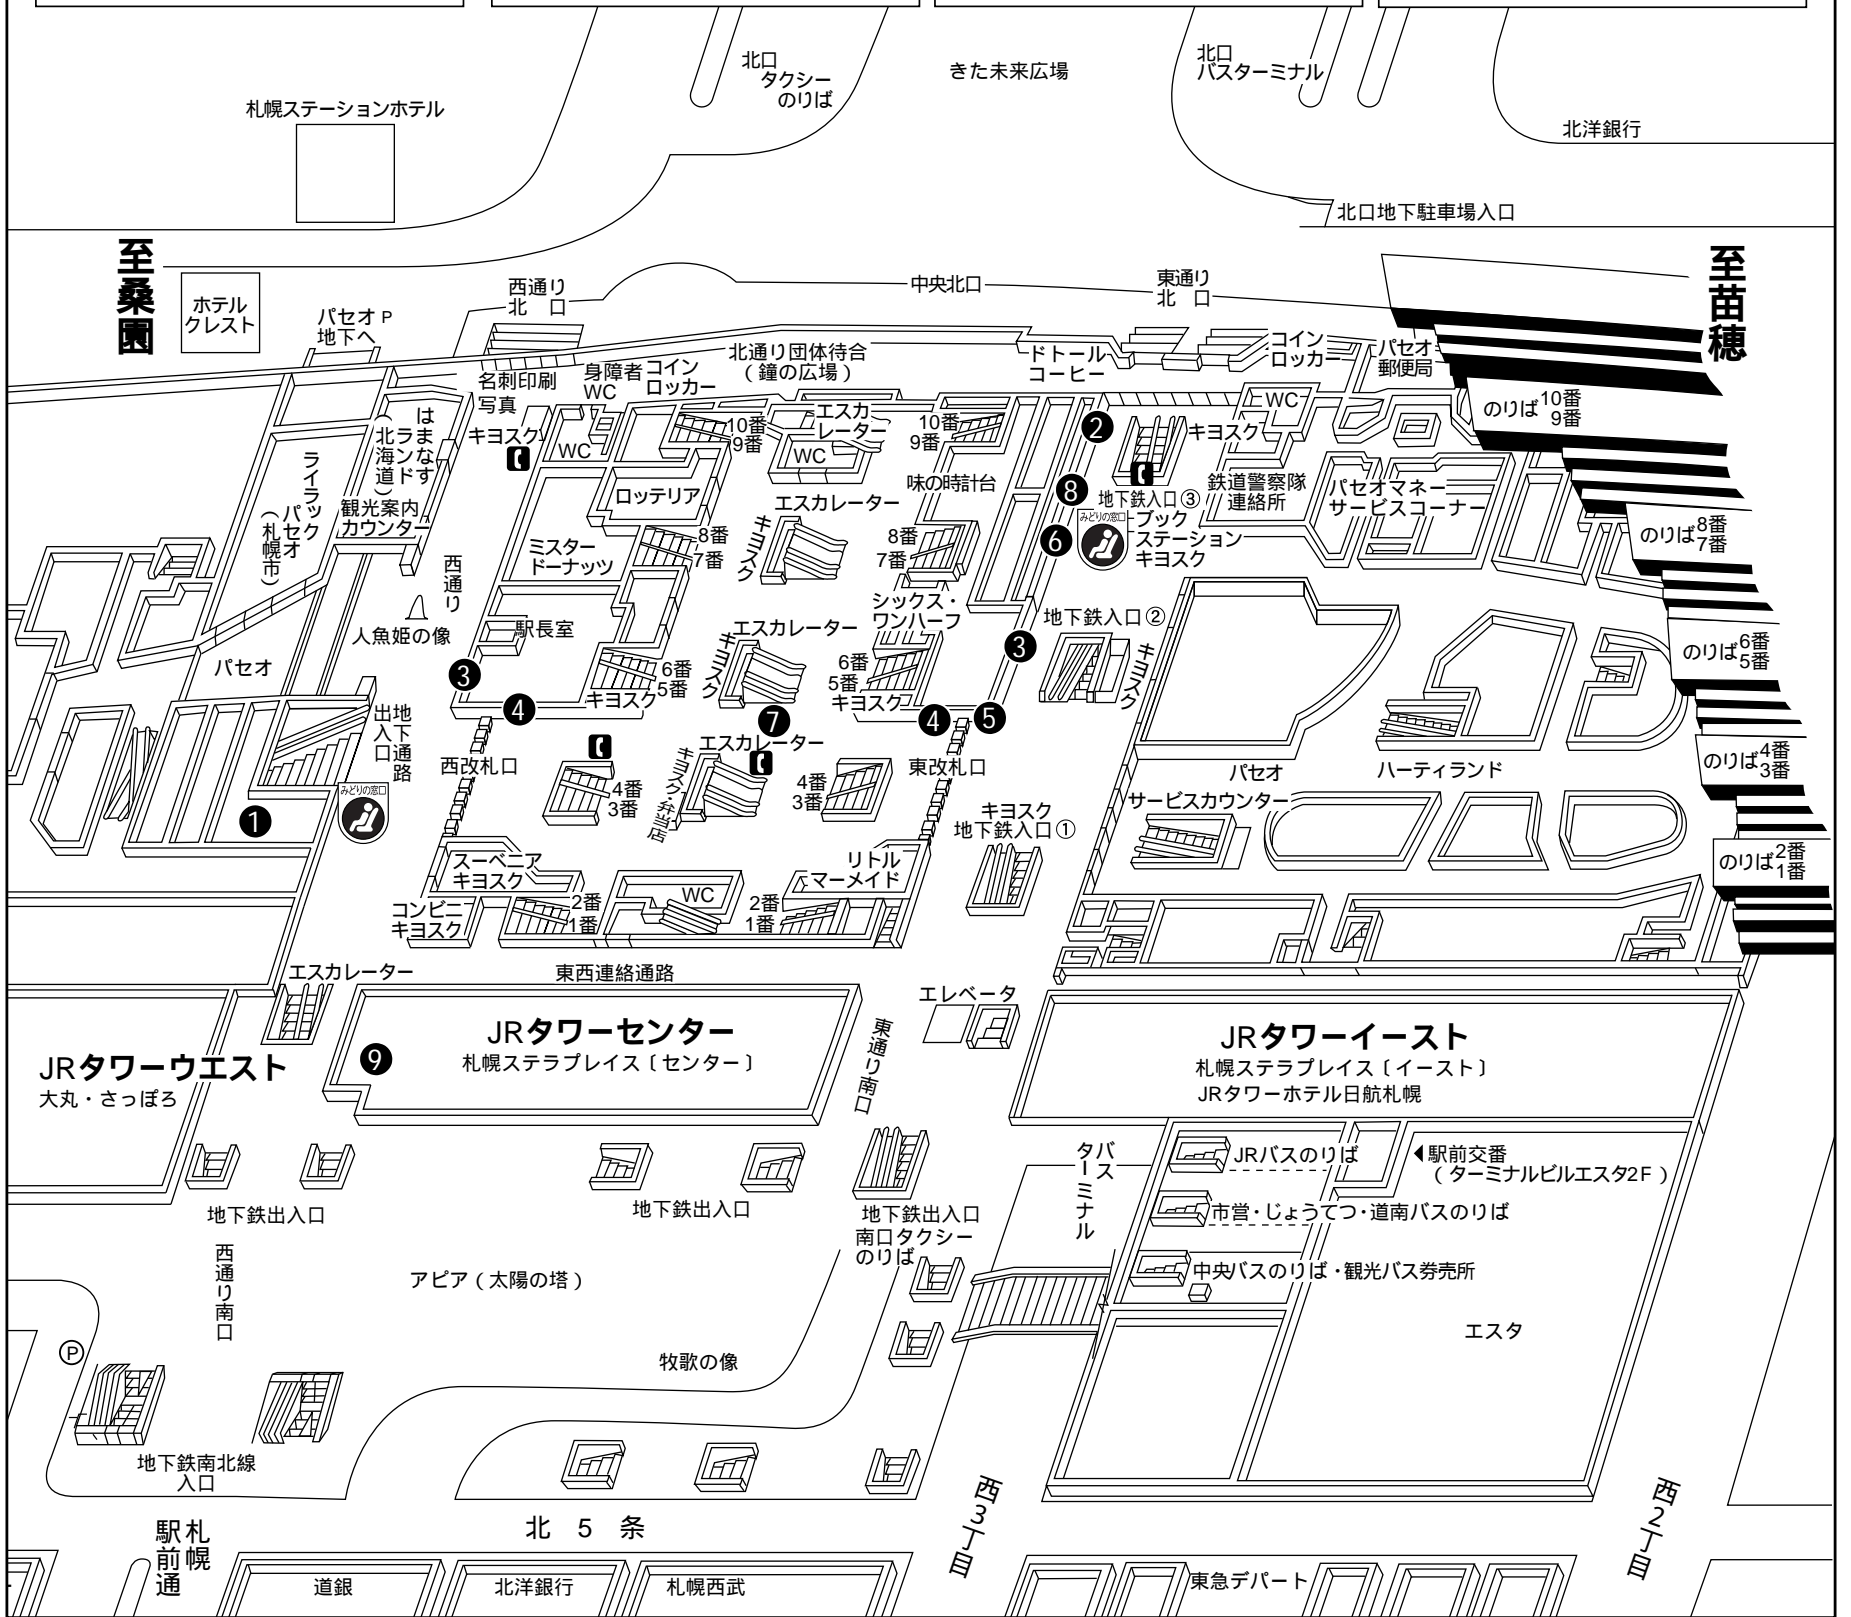 北口
タクシー
のりば
きた未来広場
北口
バスターミナル
札幌ステーションホテル
北洋銀行
北口地下駐車場入口
至桑園
至苗穂
ホテル
クレスト
パセオP
地下へ
西通り
北 口
中央北口
東通り
北 口
名刺印刷
写真
身障者
WC
コイン
ロッカー
北通り団体待合
(鐘の広場)
ドトール
コーヒー
コイン
ロッカー
パセオ
郵便局
のりば10番
9番
はまなす
ランド
(北海道)
キヨスク
WC
10番
9番
エスカ
レーター
WC
10番
9番
2
キヨスク
WC
ライラック
パセオ
(札幌市)
観光案内
カウンター
ロッテリア
エスカレーター
味の時計台
8
地下鉄入口③
鉄道警察隊
連絡所
パセオマネー
サービスコーナー
のりば8番
7番
ミスター
ドーナッツ
8番
7番
キヨスク
8番
7番
6
みどりの窓口
ブック
ステーション
キヨスク
西通り
人魚姫の像
駅長室
エスカレーター
シックス・
ワンハーフ
地下鉄入口②
キヨスク
のりば6番
5番
パセオ
3
4
キヨスク
6番
5番
キヨスク
7
6番
5番
キヨスク
3
4
5
地下通路
出入口
みどりの窓口
1
西改札口
4番
3番
エスカレーター
キヨスク・弁当店
4番
3番
東改札口
パセオ
ハーティランド
のりば4番
3番
キヨスク
地下鉄入口①
サービスカウンター
スーベニア
キヨスク
リトル
マーメイド
のりば2番
1番
コンビニ
キヨスク
2番
1番
WC
2番
1番
エスカレーター
東西連絡通路
エレベータ
JRタワーウエスト
大丸・さっぽろ
9
JRタワーセンター
札幌ステラプレイス〔センター〕
東通り南口
JRタワーイースト
札幌ステラプレイス〔イースト〕
JRタワーホテル日航札幌
バス
ターミナル
JRバスのりば
駅前交番
(ターミナルビルエスタ2F)
地下鉄出入口
地下鉄出入口
地下鉄出入口
南口タクシー
のりば
市営・じょうてつ・道南バスのりば
西通り南口
アピア(太陽の塔)
中央バスのりば・観光バス券売所
エスタ
P
牧歌の像
地下鉄南北線
入口
札幌
駅前通
北 5 条
西3丁目
西2丁目
道銀
北洋銀行
札幌西武
東急デパート